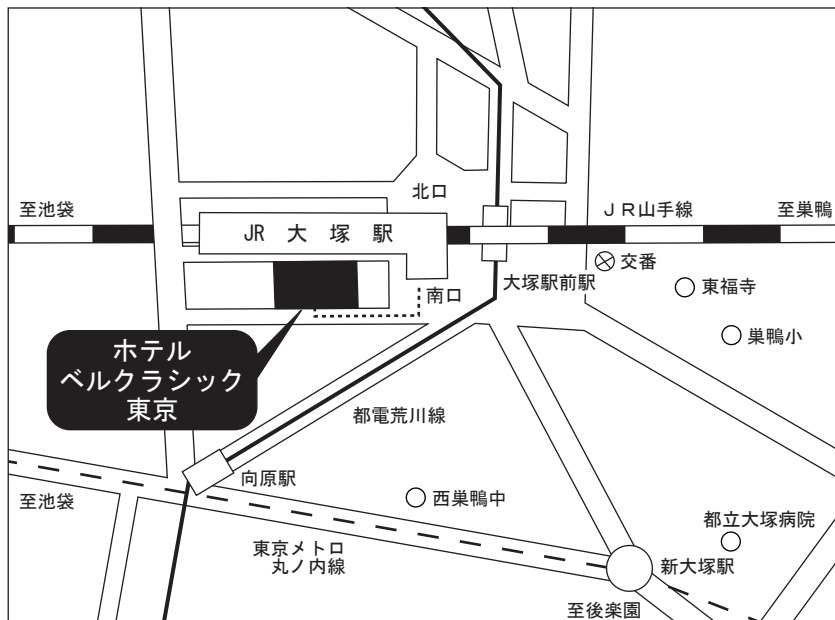 北口
至池袋
ＪＲ山手線
至巣鴨
JR 大 塚 駅
交番
大塚駅前駅
東福寺
南口
巣鴨小
ホテル
ベルクラシック
東京
都電荒川線
向原駅
至池袋
西巣鴨中
都立大塚病院
東京メトロ
丸ノ内線
新大塚駅
至後楽園